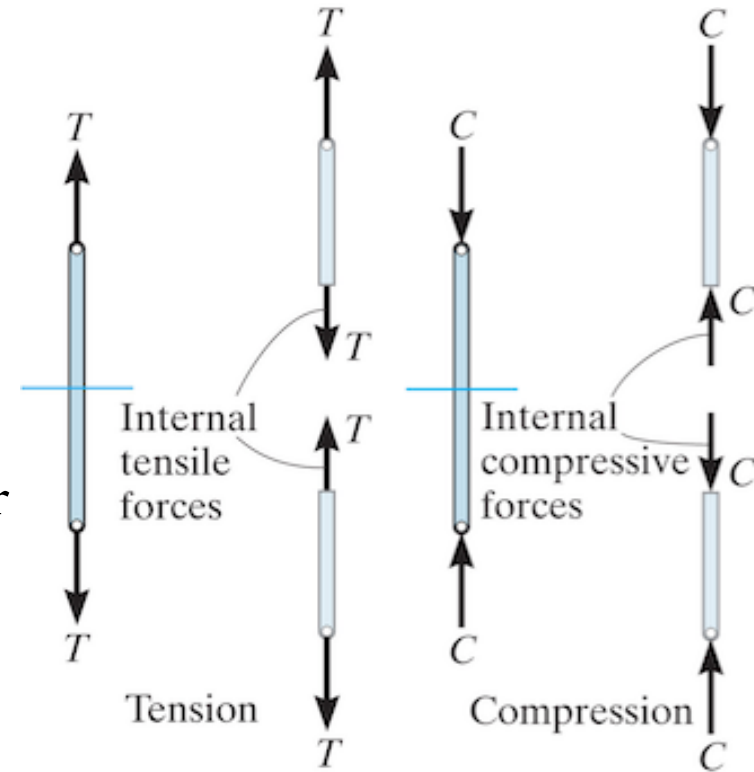 T
T
T
T
T
T
Internal
tensile
forces
Tension
C
C
C
C
C
C
Internal
compressive
forces
Compression
r